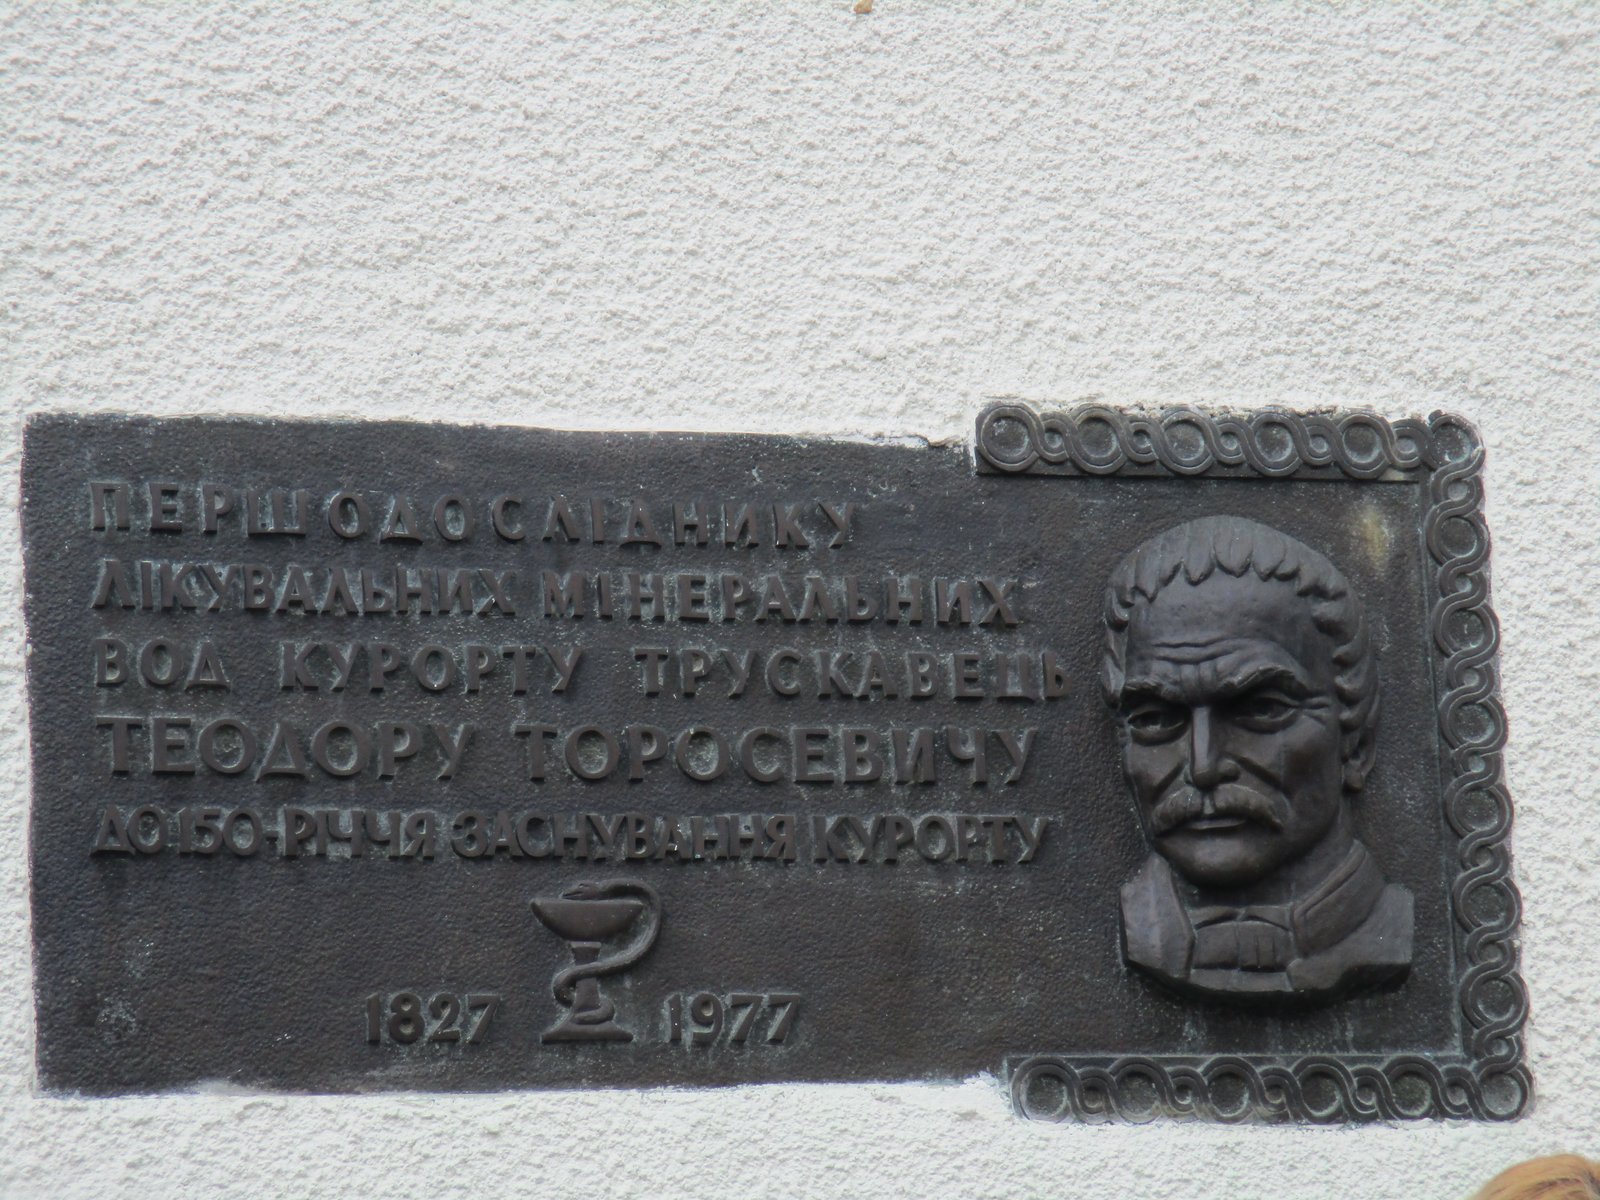 ПЕРШОДОСЛІДНИКУ
ЛІКУВАЛЬНИХ МІНЕРАЛЬНИХ
ВОД КУРОРТУ ТРУСКАВЕЦЬ
ТЕОДОРУ ТОРОСЕВИЧУ
ДО 150-РІЧЧЯ ЗАСНУВАННЯ КУРОРТУ
1827 1977